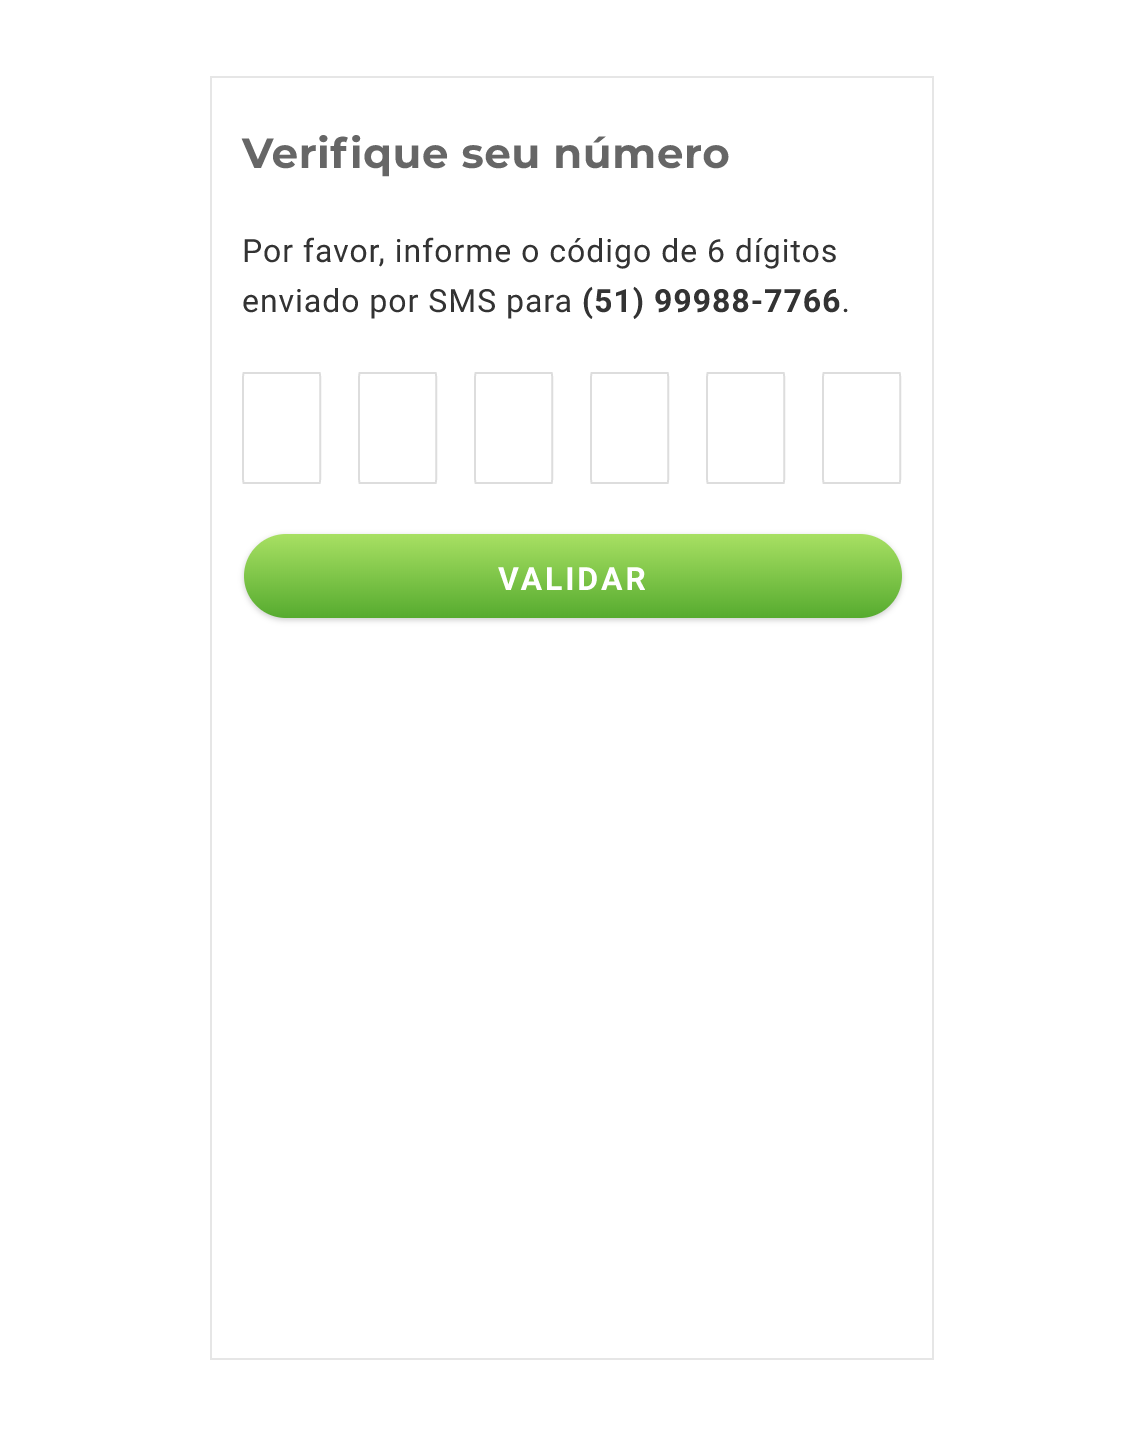 Verifique seu número
Por favor, informe o código de 6 dígitos
enviado por SMS para (51) 99988-7766.
VALIDAR